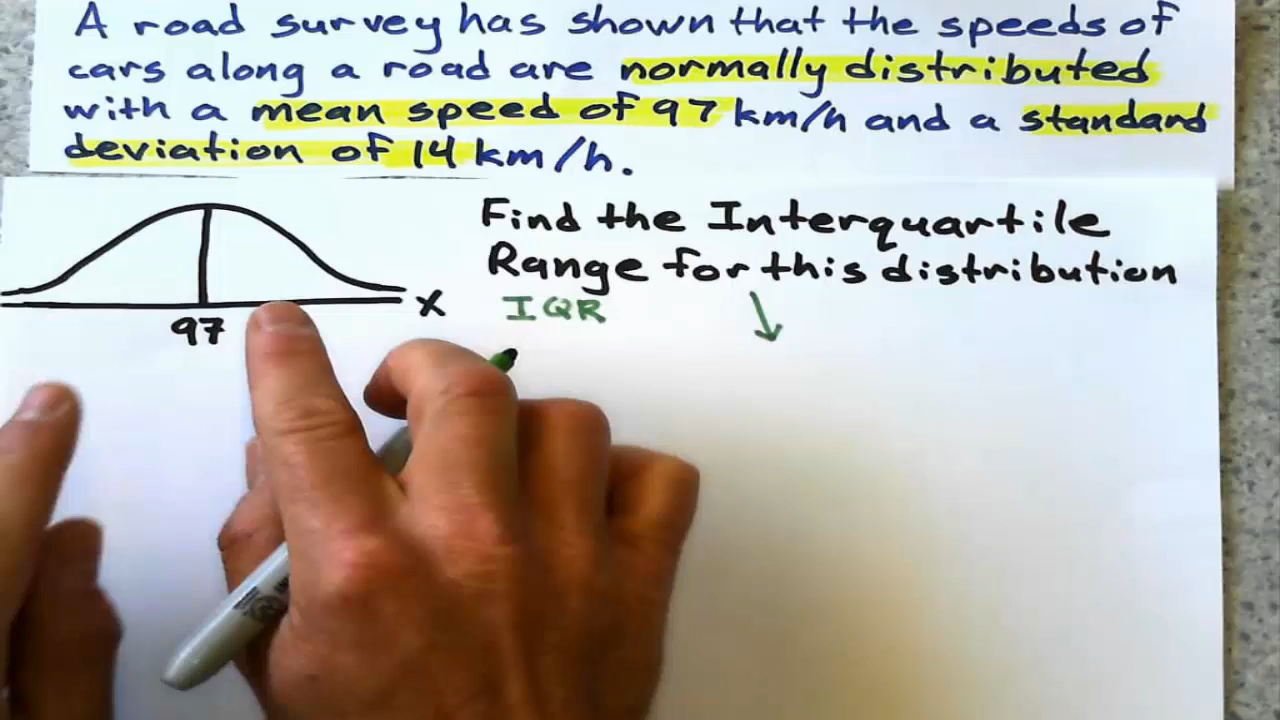 A road survey has shown that the speeds of
cars along a road are normally distributed
with a mean speed of 97 km/h and a standard
deviation of 14 km/h.
Find the Interquartile
Range for this distribution
IQR
x
97